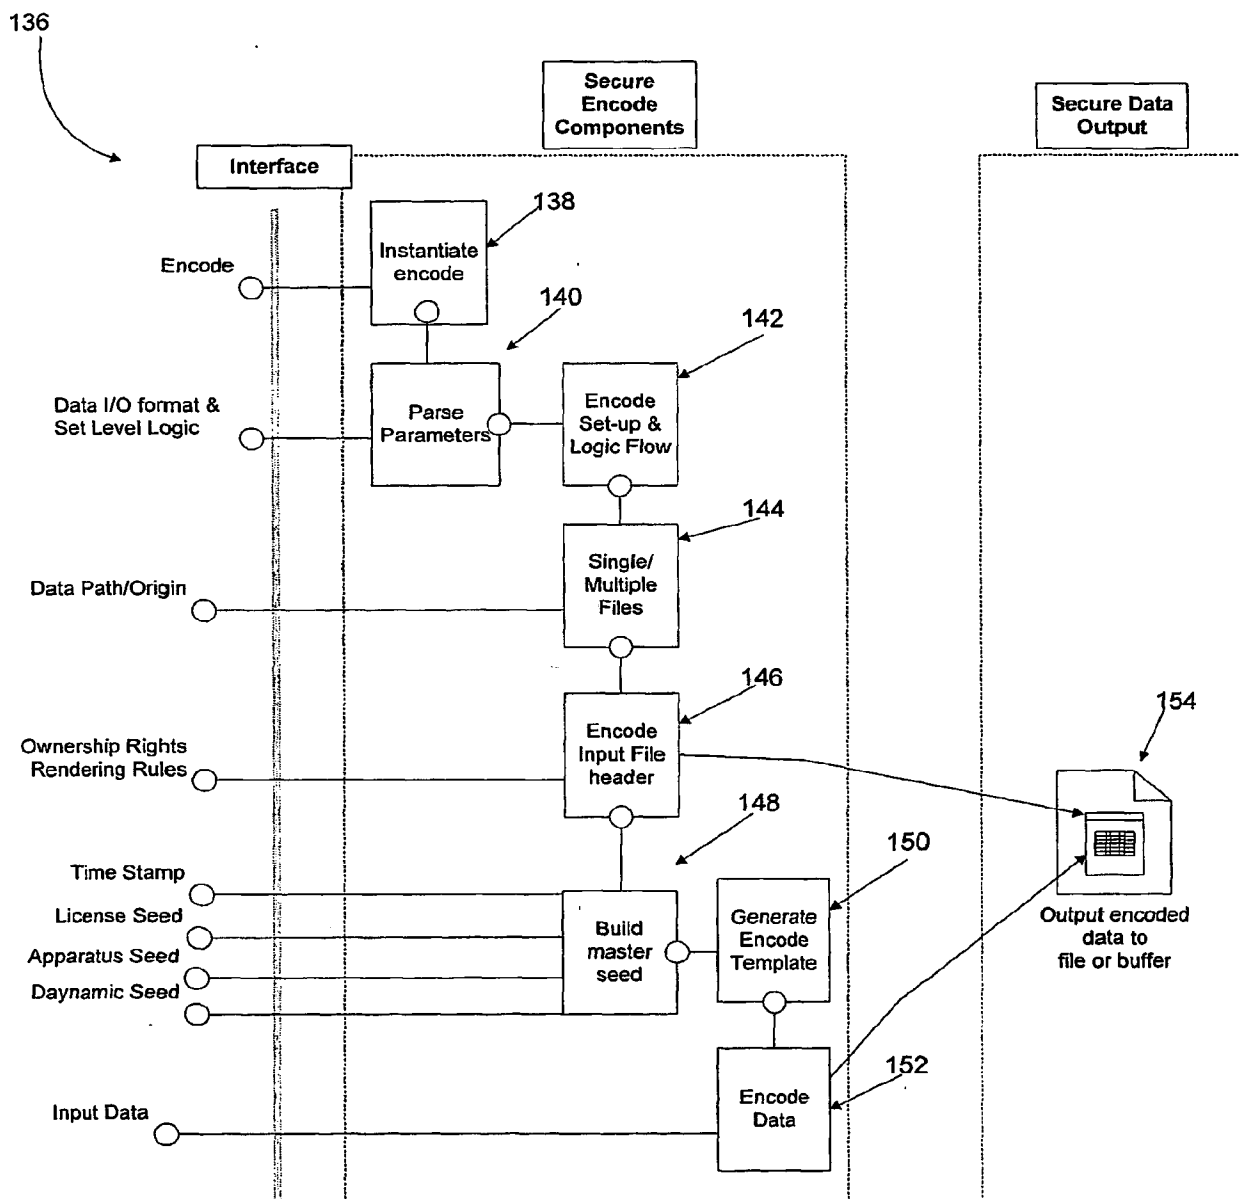 136
Secure
Encode
Components
Secure Data
Output
Interface
138
Instantiate
encode
Encode
140
142
Data I/O format &
Set Level Logic
Parse
Parameters
Encode
Set-up &
Logic Flow
144
Single/
Multiple
Files
Data Path/Origin
146
154
Encode
Input File
header
Ownership Rights
Rendering Rules
148
150
Time Stamp
License Seed
Apparatus Seed
Daynamic Seed
Build
master
seed
Generate
Encode
Template
Output encoded
data to
file or buffer
152
Encode
Data
Input Data